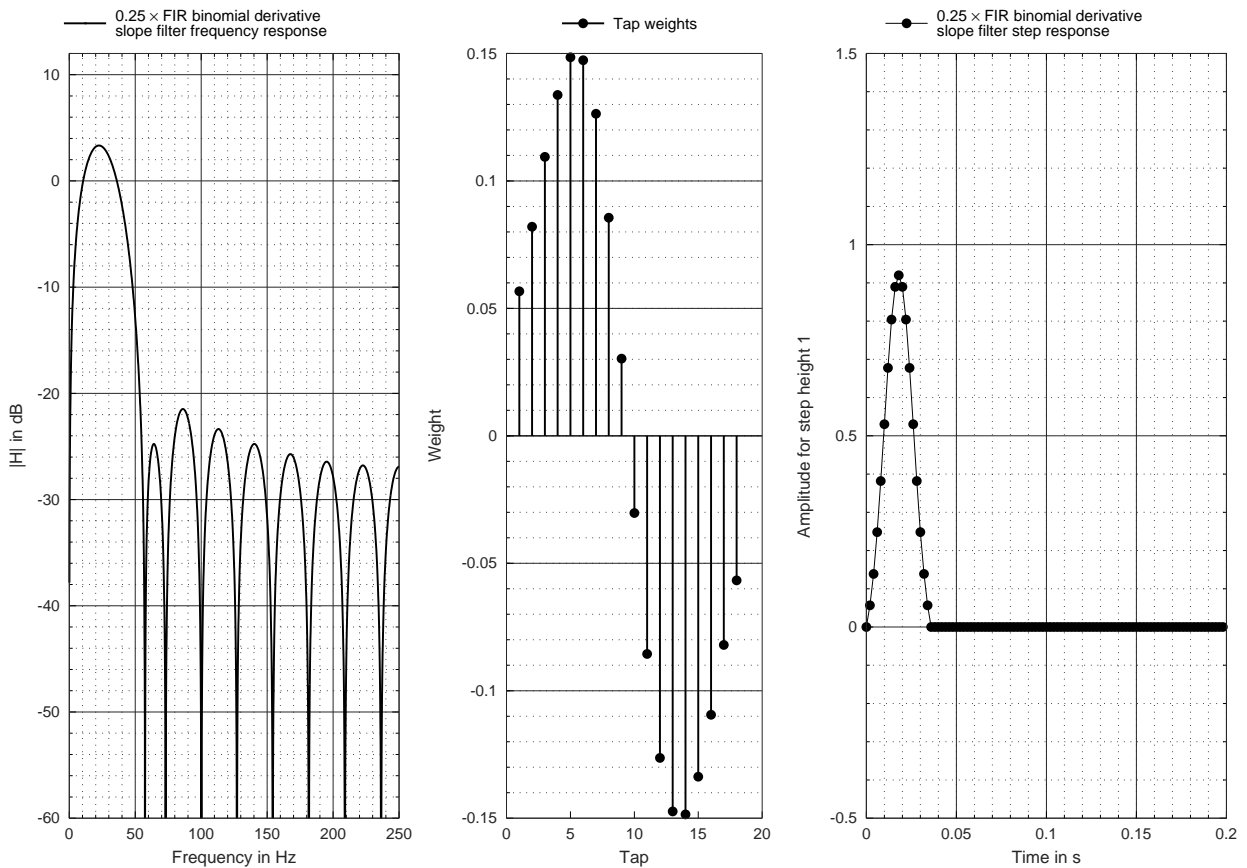 0.25 × FIR binomial derivative
slope filter frequency response
10
0
-10
-20
-30
-40
-50
-60
|H| in dB
0 50 100 150 200 250
Frequency in Hz
Tap weights
0.15
0.1
0.05
0
-0.05
-0.1
-0.15
Weight
0 5 10 15 20
Tap
0.25 × FIR binomial derivative
slope filter step response
1.5
1
0.5
0
-0.5
Amplitude for step height 1
0 0.05 0.1 0.15 0.2
Time in s